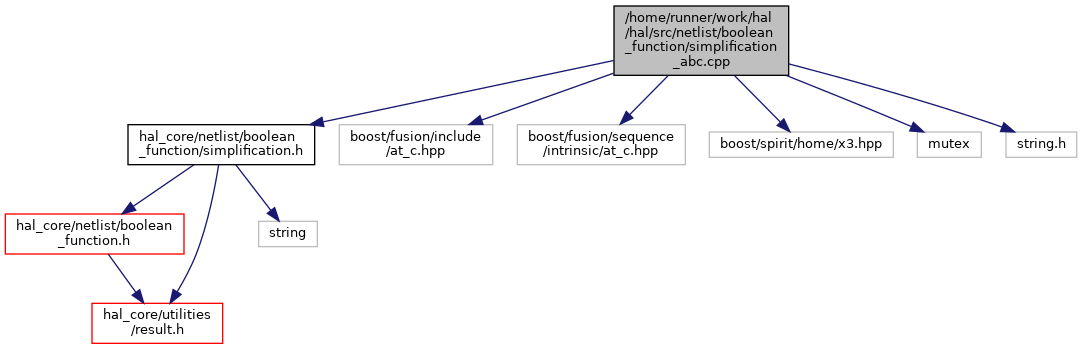 /home/runner/work/hal
/hal/src/netlist/boolean
_function/simplification
_abc.cpp
hal_core/netlist/boolean
_function/simplification.h
boost/fusion/include
/at_c.hpp
boost/fusion/sequence
/intrinsic/at_c.hpp
boost/spirit/home/x3.hpp
mutex
string.h
hal_core/netlist/boolean
_function.h
string
hal_core/utilities
/result.h